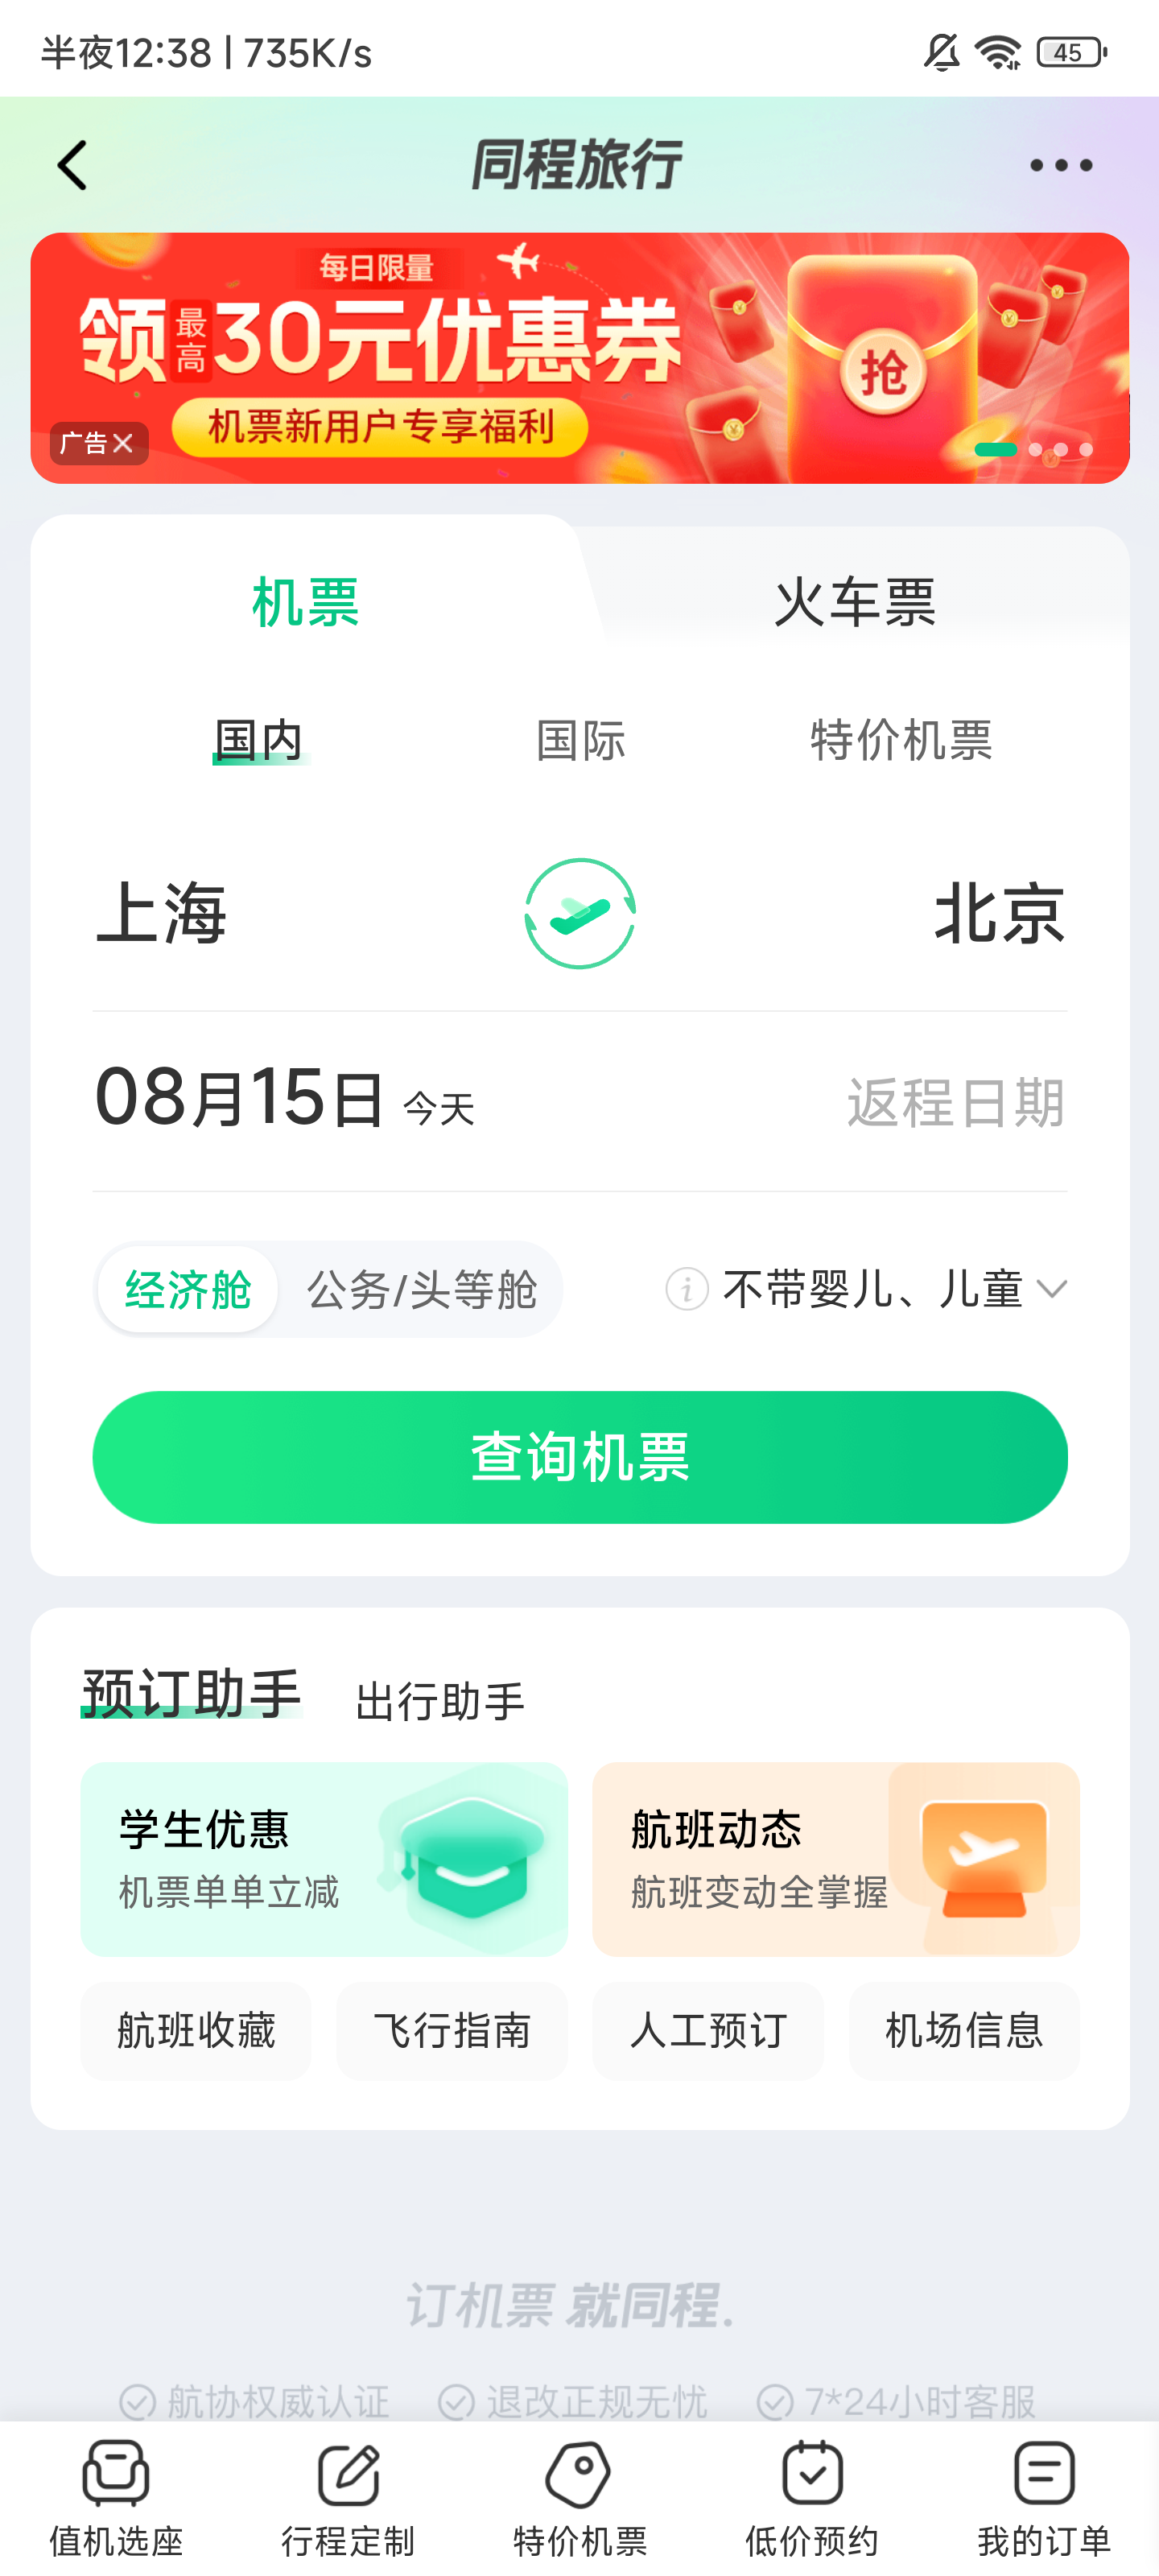 半夜12:38 | 735K/s
45
同程旅行
每日限量
领最高30元优惠券
抢
机票新用户专享福利
广告
机票 火车票
国内 国际 特价机票
上海 北京
08月15日 今天 返程日期
经济舱 公务/头等舱 不带婴儿、儿童
查询机票
预订助手 出行助手
学生优惠 航班动态
机票单单立减 航班变动全掌握
航班收藏 飞行指南 人工预订 机场信息
订机票 就同程.
航协权威认证 退改正规无忧 7*24小时客服
值机选座 行程定制 特价机票 低价预约 我的订单